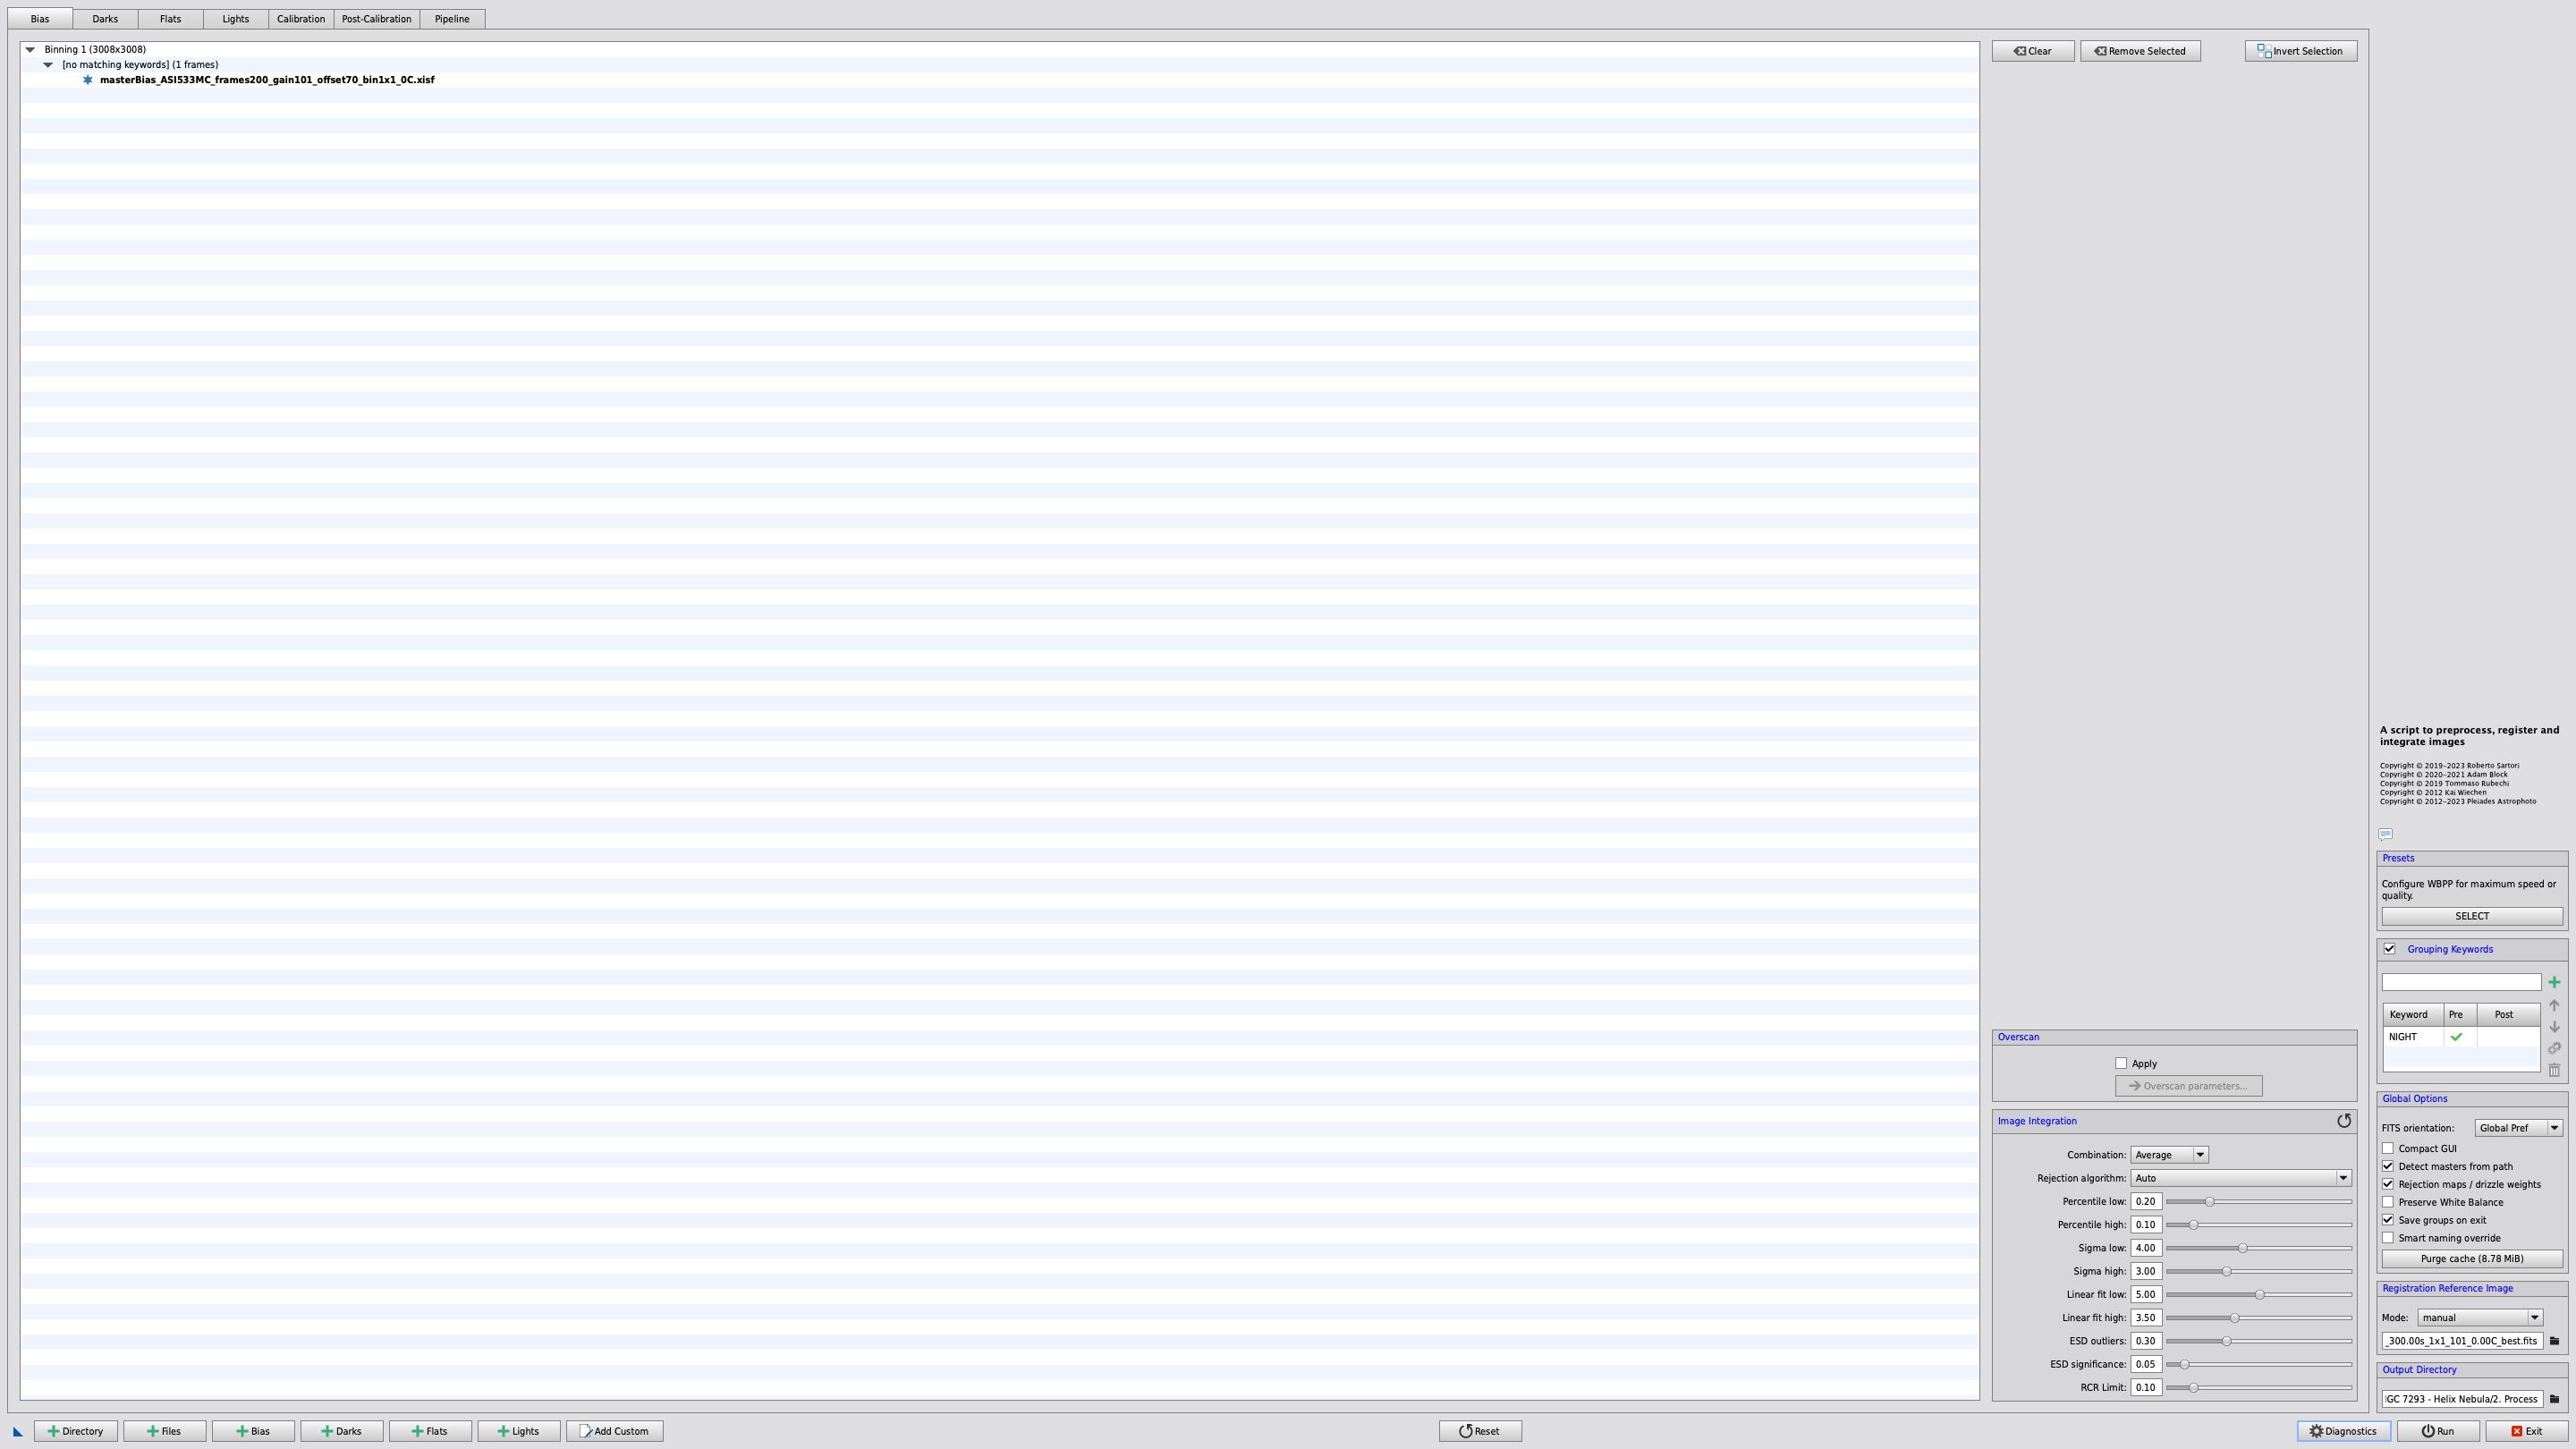 Bias
Darks
Flats
Lights
Calibration
Post-Calibration
Pipeline
Binning 1 (3008x3008)
[no matching keywords] (1 frames)
masterBias_ASI533MC_frames200_gain101_offset70_bin1x1_0C.xisf
Clear
Remove Selected
Invert Selection
Overscan
Apply
Overscan parameters...
Image Integration
Combination: Average
Rejection algorithm: Auto
Percentile low: 0.20
Percentile high: 0.10
Sigma low: 4.00
Sigma high: 3.00
Linear fit low: 5.00
Linear fit high: 3.50
ESD outliers: 0.30
ESD significance: 0.05
RCR Limit: 0.10
A script to preprocess, register and
integrate images
Copyright © 2019-2023 Roberto Sartori
Copyright © 2020-2021 Adam Block
Copyright © 2019 Tommaso Rubechi
Copyright © 2012 Kai Wiechen
Copyright © 2012-2023 Pleiades Astrophoto
Presets
Configure WBPP for maximum speed or
quality.
SELECT
Grouping Keywords
Keyword Pre Post
NIGHT
Global Options
FITS orientation: Global Pref
Compact GUI
Detect masters from path
Rejection maps / drizzle weights
Preserve White Balance
Save groups on exit
Smart naming override
Purge cache (8.78 MiB)
Registration Reference Image
Mode: manual
_300.00s_1x1_101_0.00C_best.fits
Output Directory
GC 7293 - Helix Nebula/2. Process
Directory
Files
Bias
Darks
Flats
Lights
Add Custom
Reset
Diagnostics
Run
Exit